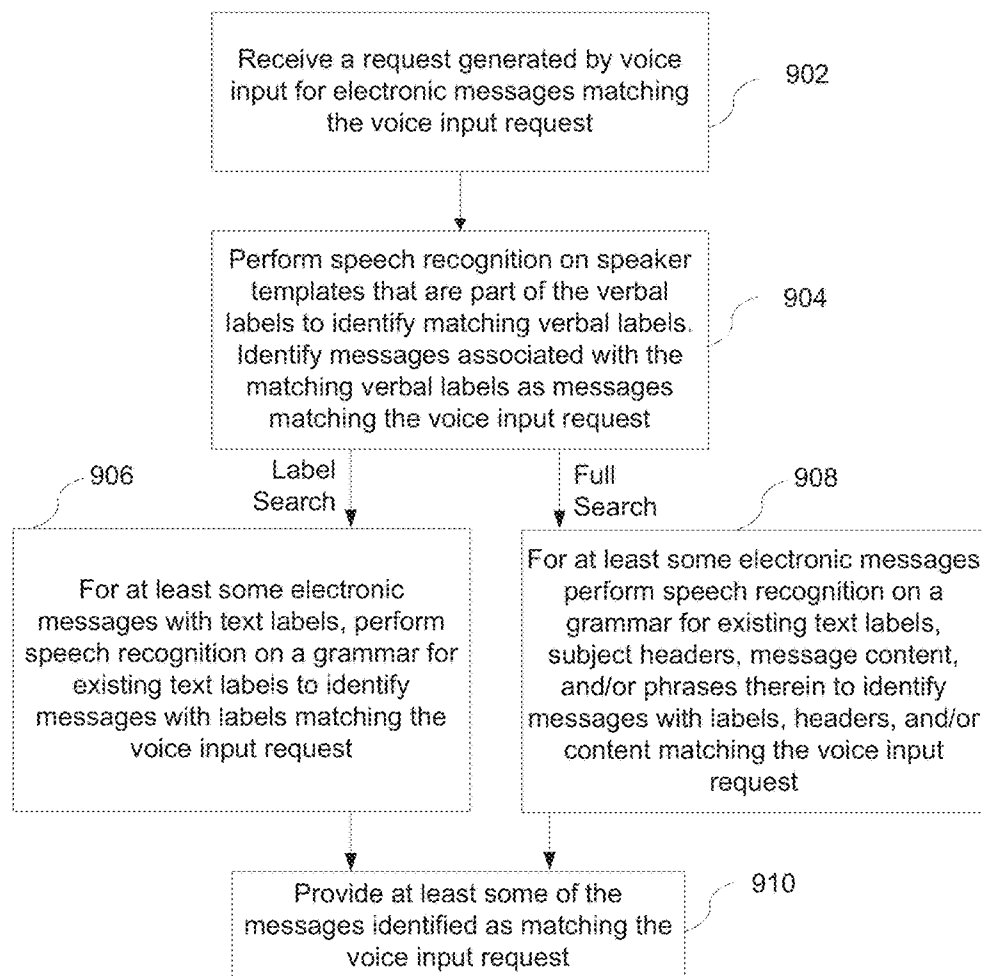 Receive a request generated by voice
input for electronic messages matching
the voice input request
902
Perform speech recognition on speaker
templates that are part of the verbal
labels to identify matching verbal labels.
Identify messages associated with the
matching verbal labels as messages
matching the voice input request
904
Label
Search
Full
Search
906
For at least some electronic
messages with text labels, perform
speech recognition on a grammar for
existing text labels to identify
messages with labels matching the
voice input request
908
For at least some electronic messages
perform speech recognition on a
grammar for existing text labels,
subject headers, message content,
and/or phrases therein to identify
messages with labels, headers, and/or
content matching the voice input
request
Provide at least some of the
messages identified as matching the
voice input request
910